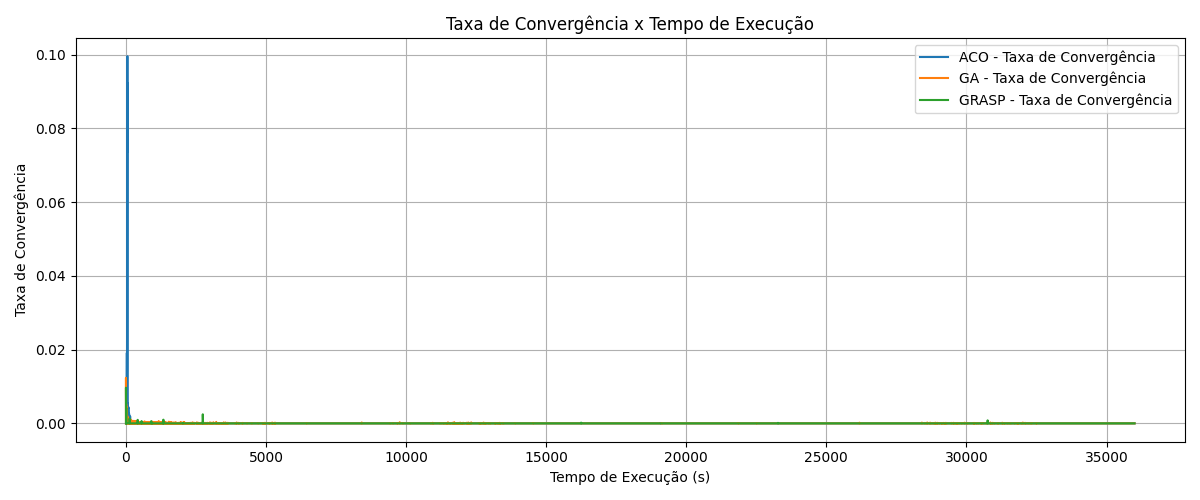 Taxa de Convergência x Tempo de Execução
ACO - Taxa de Convergência
GA - Taxa de Convergência
GRASP - Taxa de Convergência
Taxa de Convergência
0.10
0.08
0.06
0.04
0.02
0.00
0 5000 10000 15000 20000 25000 30000 35000
Tempo de Execução (s)